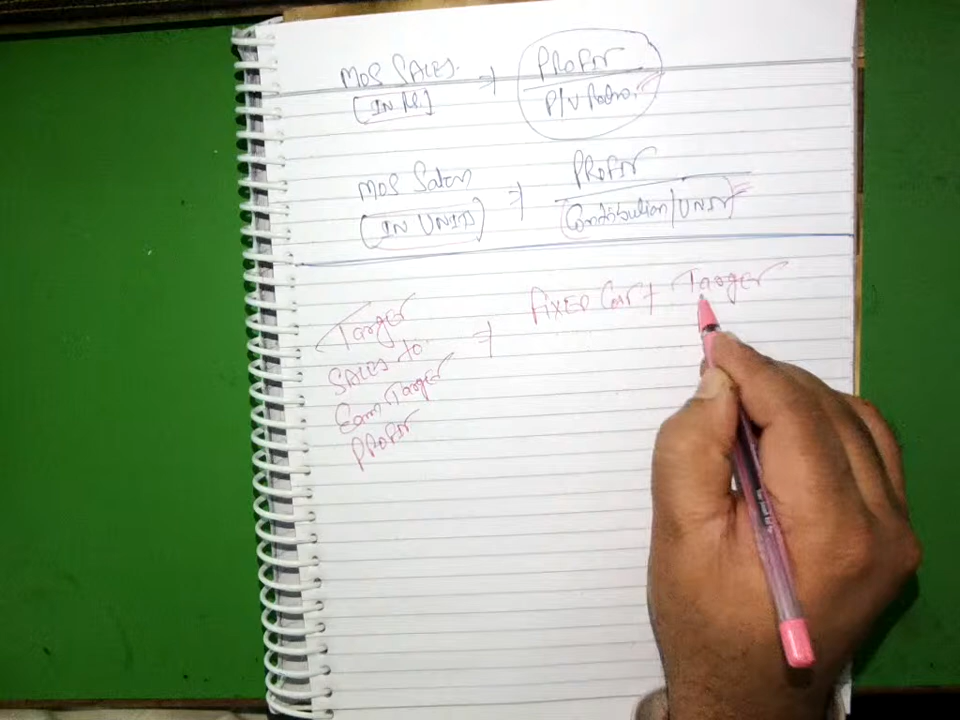 MOS SALES. ⇒ PROFIT
[IN ₹.] P/V Ratio.
MOS Sales ⇒ PROFIT
(IN UNITS) Contribution/UNIT
Target ⇒ FIXED Cost + Target
SALES to.
Earn Target
PROFIT